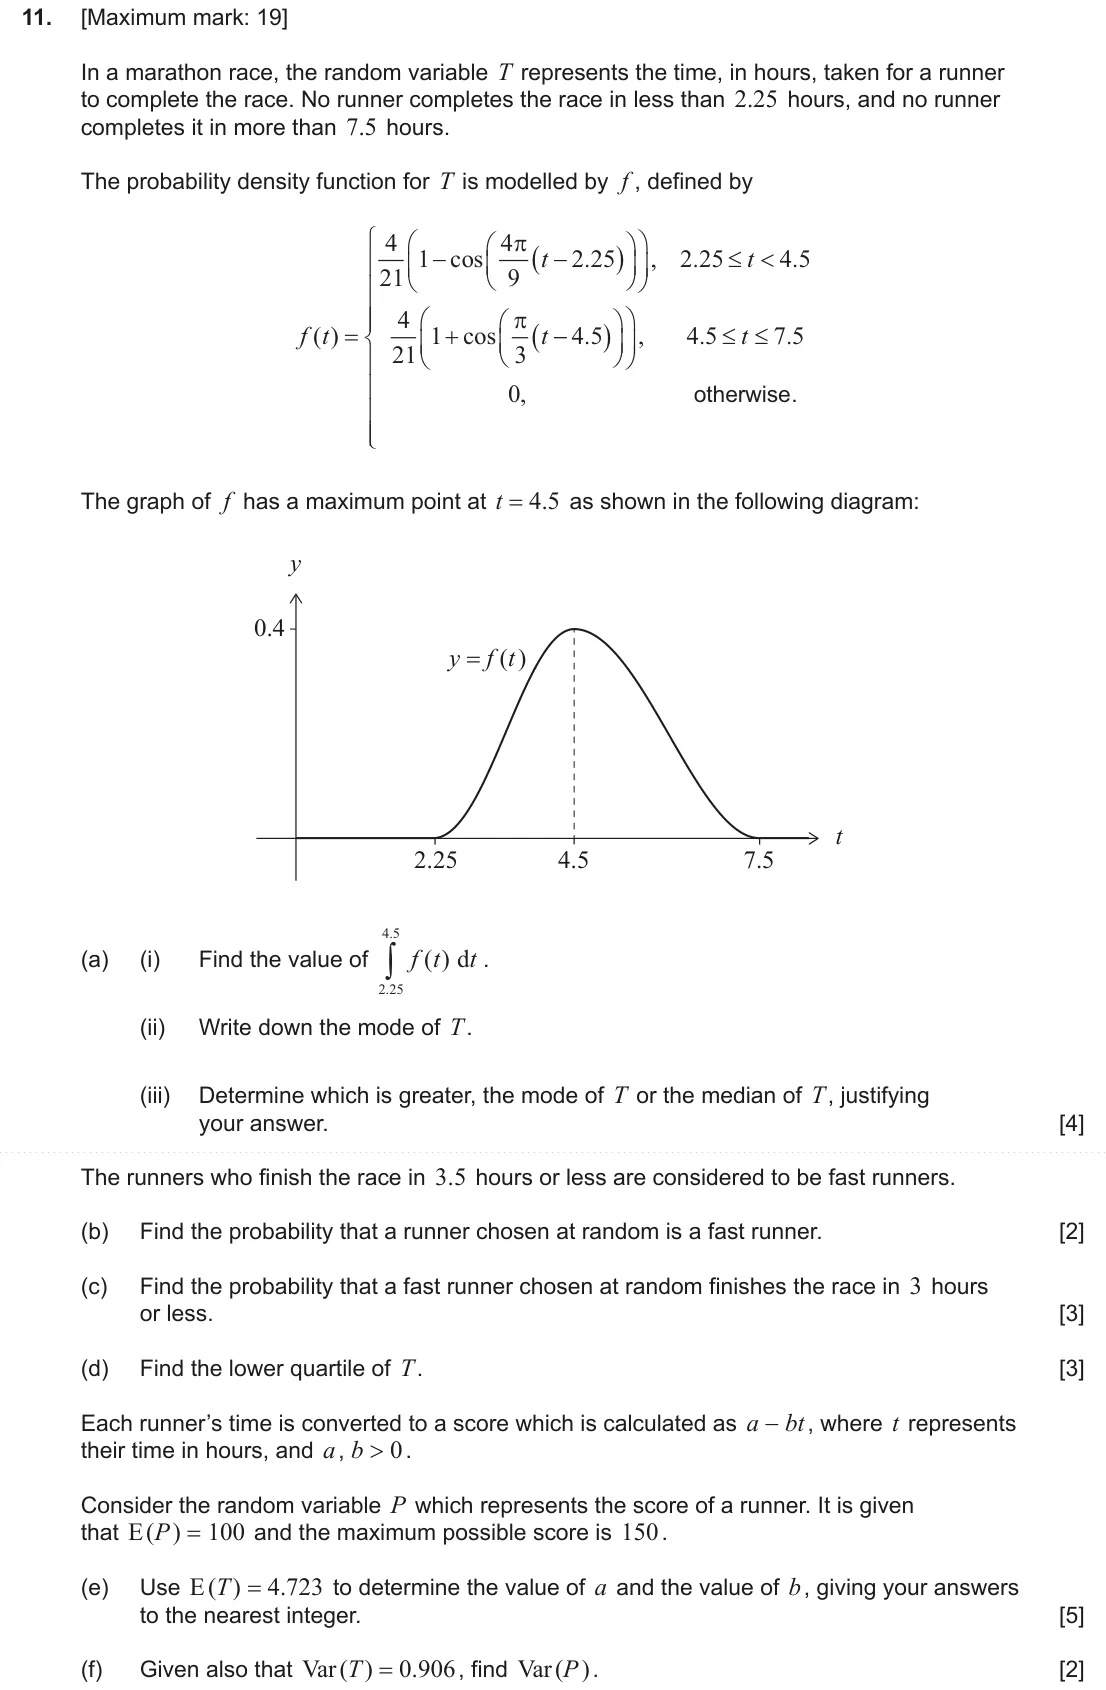 11. [Maximum mark: 19]
In a marathon race, the random variable T represents the time, in hours, taken for a runner
to complete the race. No runner completes the race in less than 2.25 hours, and no runner
completes it in more than 7.5 hours.
The probability density function for T is modelled by f, defined by
f(t) = { 4/21 (1 − cos(4π/9 (t − 2.25))), 2.25 ≤ t < 4.5
4/21 (1 + cos(π/3 (t − 4.5))), 4.5 ≤ t ≤ 7.5
0, otherwise.
The graph of f has a maximum point at t = 4.5 as shown in the following diagram:
y
0.4
y = f(t)
t
2.25 4.5 7.5
(a) (i) Find the value of ∫_{2.25}^{4.5} f(t) dt .
(ii) Write down the mode of T.
(iii) Determine which is greater, the mode of T or the median of T, justifying
your answer. [4]
The runners who finish the race in 3.5 hours or less are considered to be fast runners.
(b) Find the probability that a runner chosen at random is a fast runner. [2]
(c) Find the probability that a fast runner chosen at random finishes the race in 3 hours
or less. [3]
(d) Find the lower quartile of T. [3]
Each runner's time is converted to a score which is calculated as a − bt, where t represents
their time in hours, and a, b > 0.
Consider the random variable P which represents the score of a runner. It is given
that E(P) = 100 and the maximum possible score is 150.
(e) Use E(T) = 4.723 to determine the value of a and the value of b, giving your answers
to the nearest integer. [5]
(f) Given also that Var(T) = 0.906, find Var(P). [2]